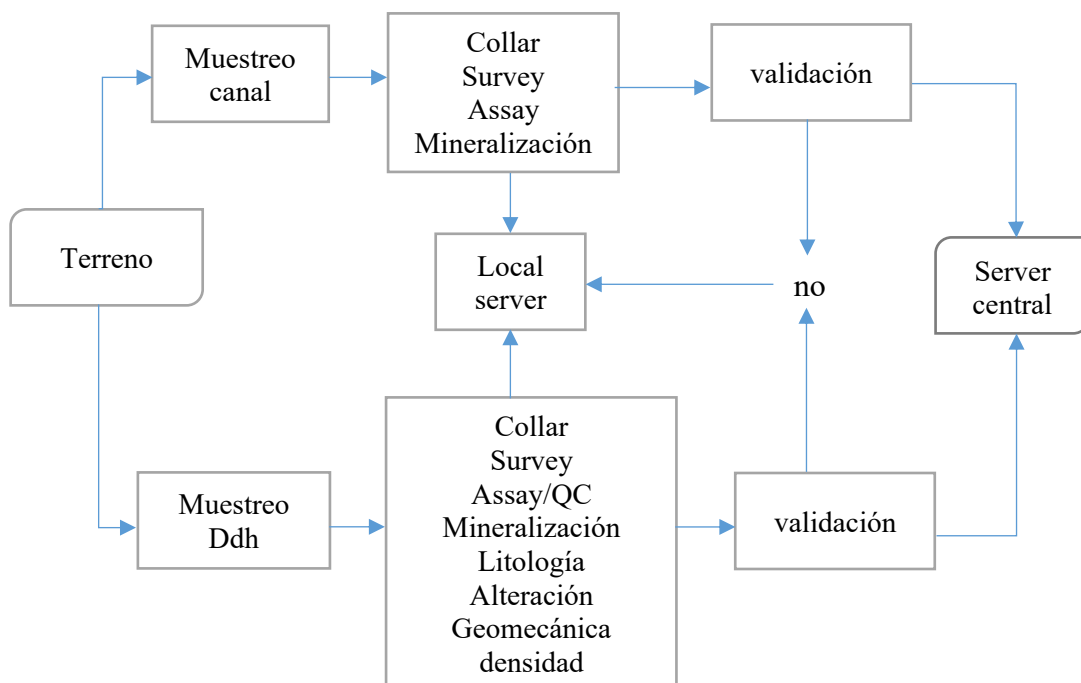 Muestreo
canal
Collar
Survey
Assay
Mineralización
validación
Terreno
Local
server
no
Server
central
Muestreo
Ddh
Collar
Survey
Assay/QC
Mineralización
Litología
Alteración
Geomecánica
densidad
validación